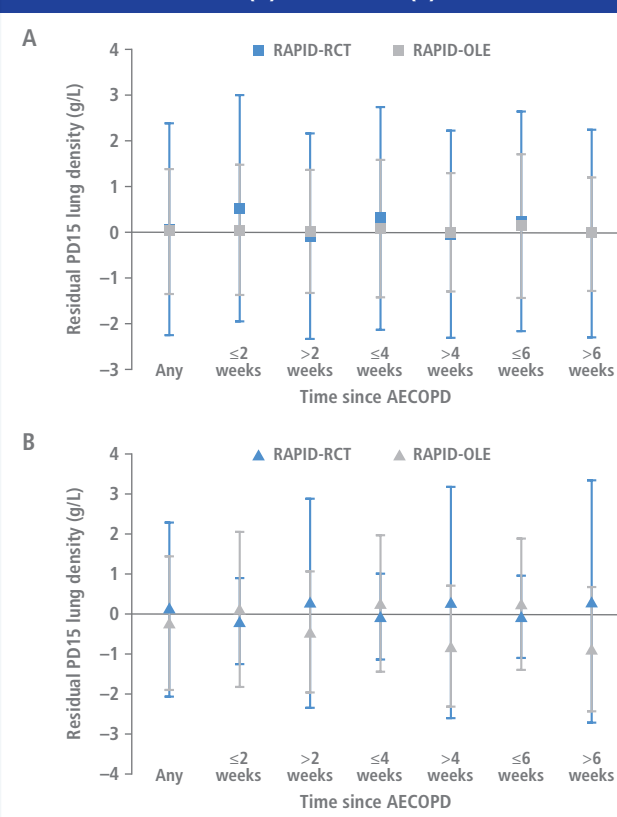 A
RAPID-RCT RAPID-OLE
Residual PD15 lung density (g/L)
4
3
2
1
0
–1
–2
–3
Any ≤2 weeks >2 weeks ≤4 weeks >4 weeks ≤6 weeks >6 weeks
Time since AECOPD
B
RAPID-RCT RAPID-OLE
Residual PD15 lung density (g/L)
4
3
2
1
0
–1
–2
–3
–4
Any ≤2 weeks >2 weeks ≤4 weeks >4 weeks ≤6 weeks >6 weeks
Time since AECOPD